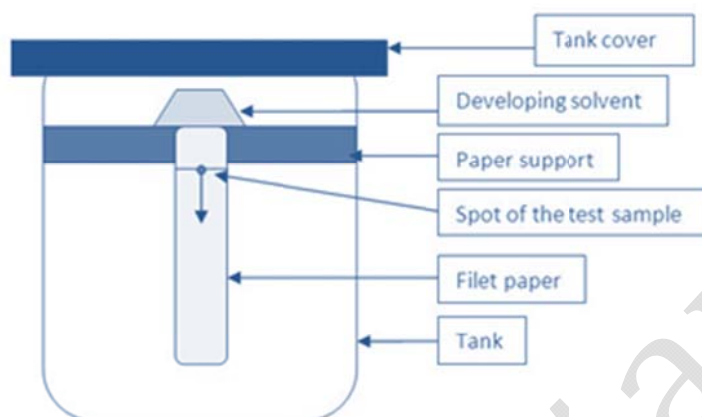 Tank cover
Developing solvent
Paper support
Spot of the test sample
Filet paper
Tank